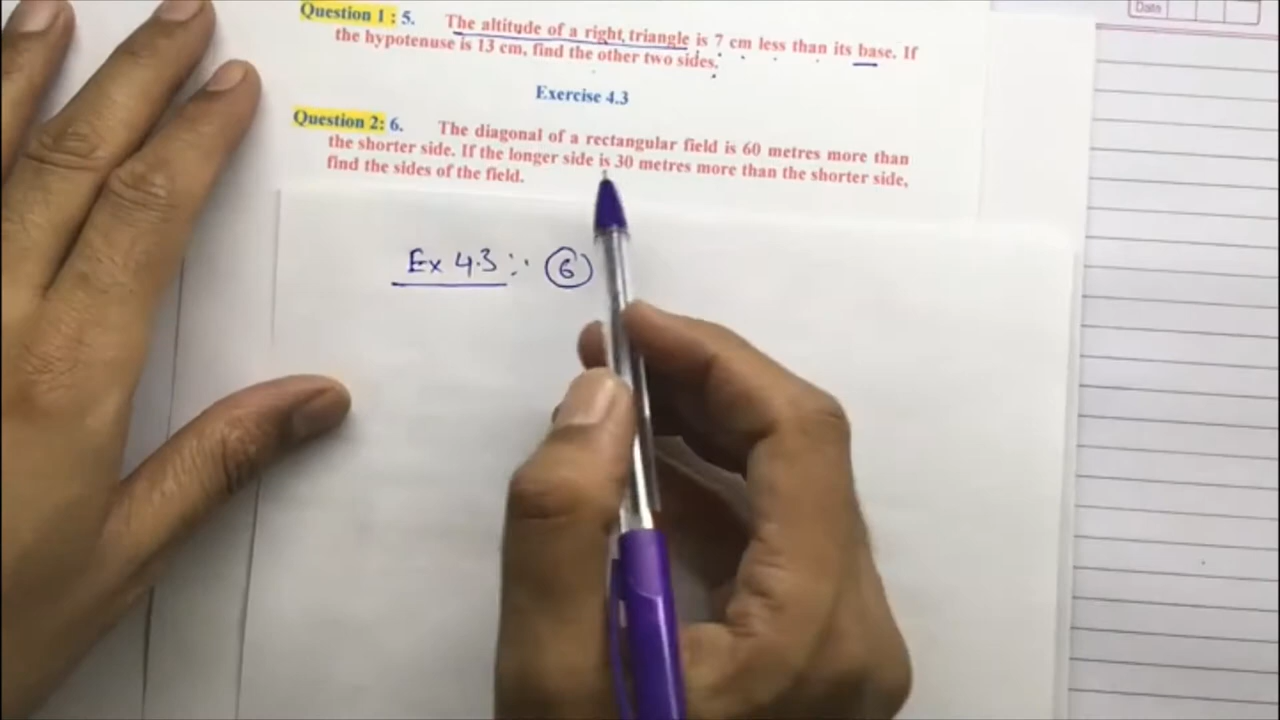 Date
Question 1 : 5. The altitude of a right triangle is 7 cm less than its base. If
the hypotenuse is 13 cm, find the other two sides.
Exercise 4.3
Question 2: 6. The diagonal of a rectangular field is 60 metres more than
the shorter side. If the longer side is 30 metres more than the shorter side,
find the sides of the field.
Ex 4.3 :· 6